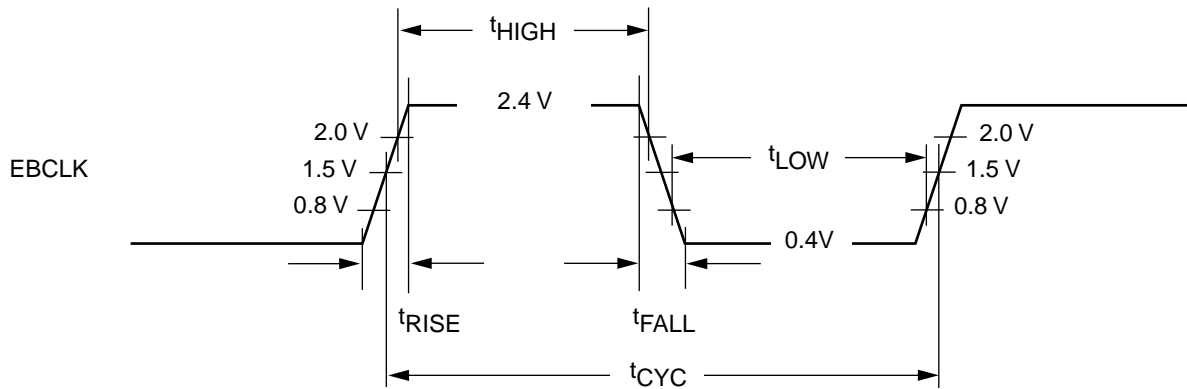 tHIGH
2.4 V
2.0 V
2.0 V
tLOW
EBCLK
1.5 V
1.5 V
0.8 V
0.8 V
0.4V
tRISE
tFALL
tCYC